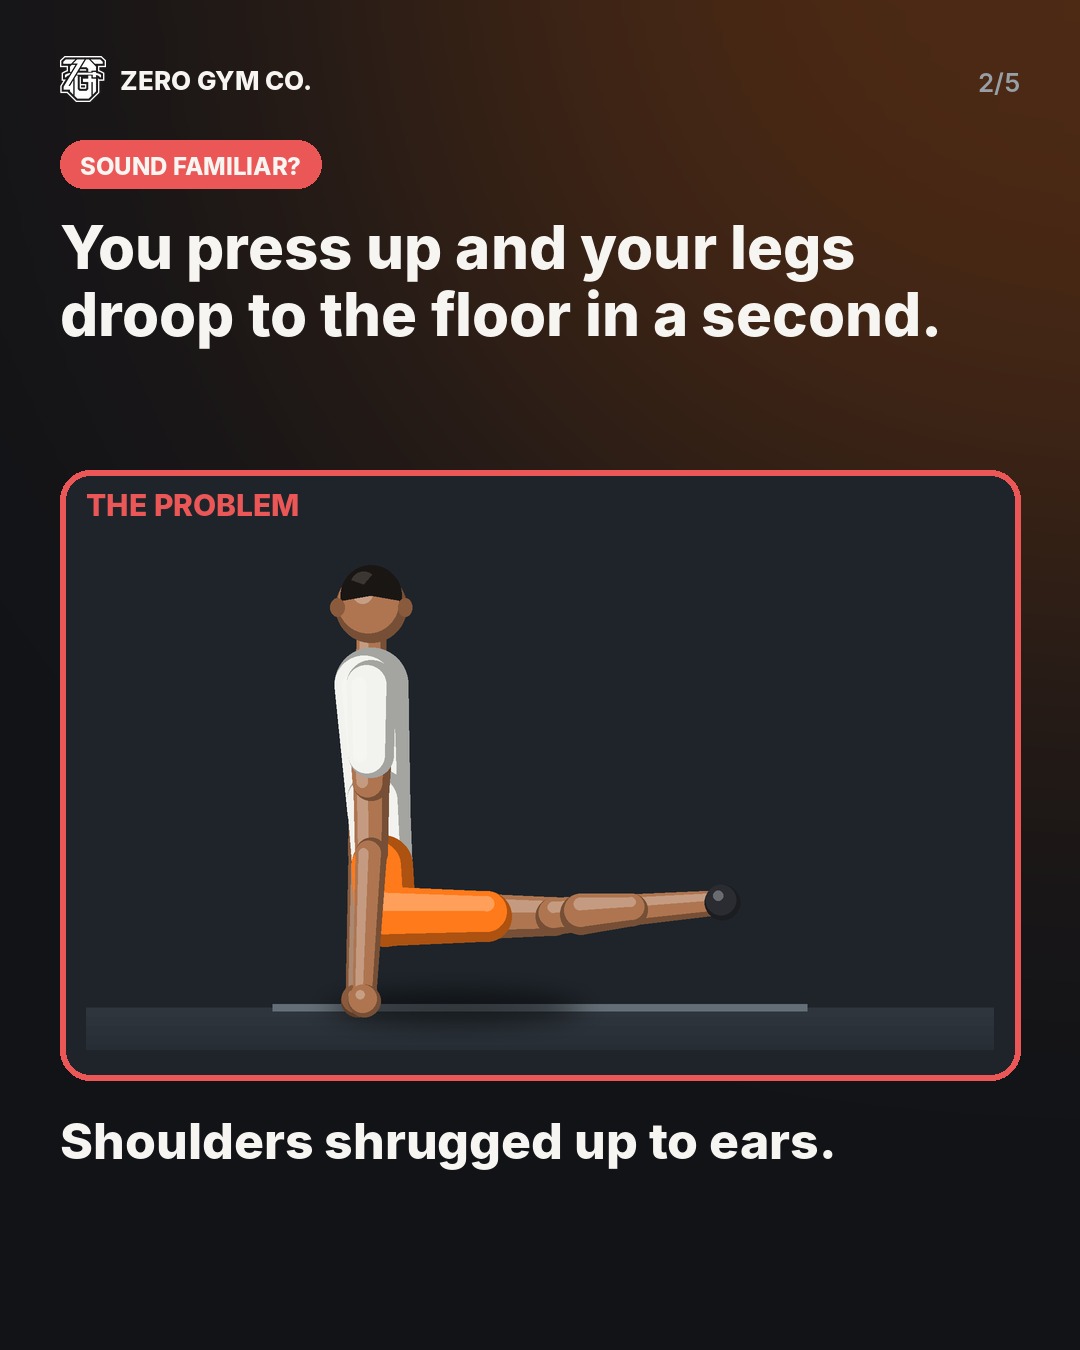 ZERO GYM CO.
2/5
SOUND FAMILIAR?
You press up and your legs
droop to the floor in a second.
THE PROBLEM
Shoulders shrugged up to ears.